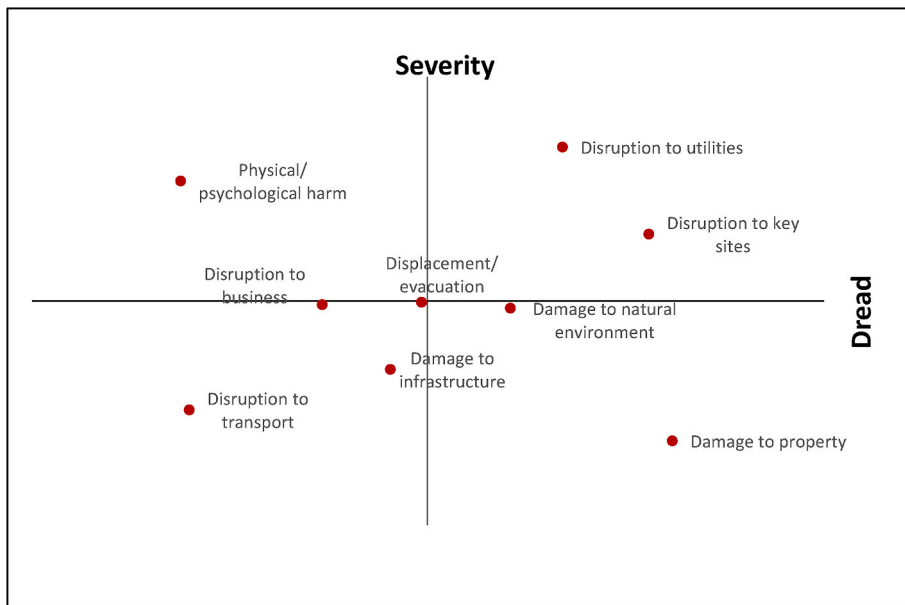 Severity
Disruption to utilities
Physical/
psychological harm
Disruption to key
sites
Displacement/
evacuation
Disruption to
business
Dread
Damage to natural
environment
Damage to
infrastructure
Disruption to
transport
Damage to property